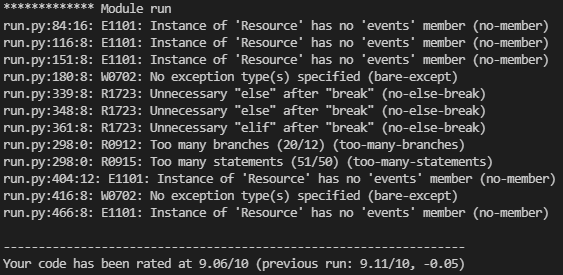 ************* Module run
run.py:84:16: E1101: Instance of 'Resource' has no 'events' member (no-member)
run.py:116:8: E1101: Instance of 'Resource' has no 'events' member (no-member)
run.py:151:8: E1101: Instance of 'Resource' has no 'events' member (no-member)
run.py:180:8: W0702: No exception type(s) specified (bare-except)
run.py:339:8: R1723: Unnecessary "else" after "break" (no-else-break)
run.py:348:8: R1723: Unnecessary "else" after "break" (no-else-break)
run.py:361:8: R1723: Unnecessary "elif" after "break" (no-else-break)
run.py:298:0: R0912: Too many branches (20/12) (too-many-branches)
run.py:298:0: R0915: Too many statements (51/50) (too-many-statements)
run.py:404:12: E1101: Instance of 'Resource' has no 'events' member (no-member)
run.py:416:8: W0702: No exception type(s) specified (bare-except)
run.py:466:8: E1101: Instance of 'Resource' has no 'events' member (no-member)

------------------------------------------------------------------
Your code has been rated at 9.06/10 (previous run: 9.11/10, -0.05)